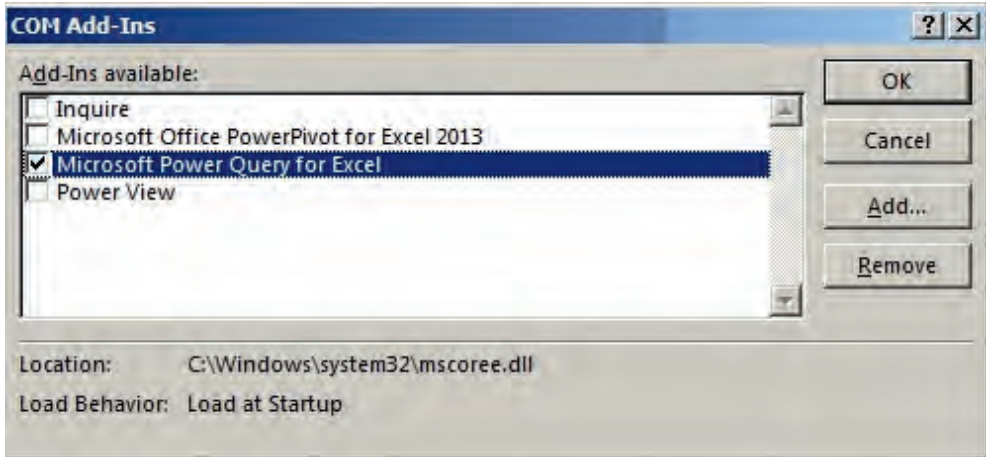 COM Add-Ins
Add-Ins available:
OK
Inquire
Microsoft Office PowerPivot for Excel 2013
Cancel
Microsoft Power Query for Excel
Power View
Add...
Remove
Location: C:\Windows\system32\mscoree.dll
Load Behavior: Load at Startup